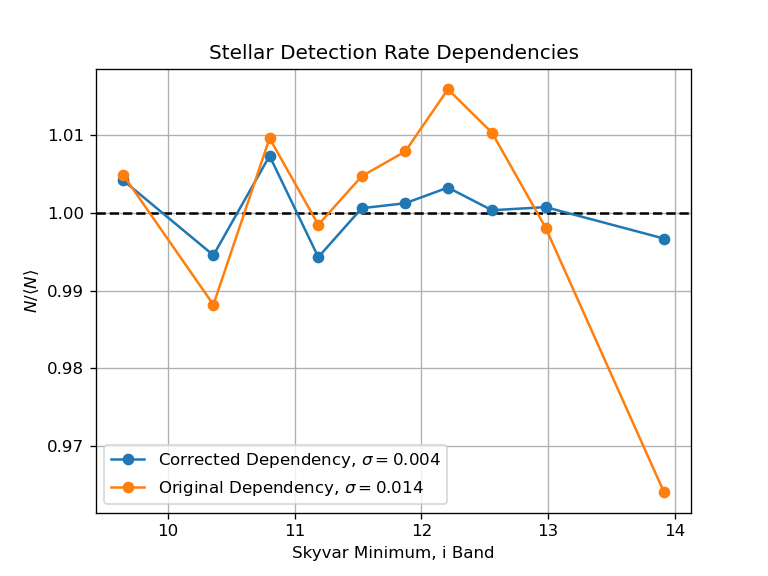 Stellar Detection Rate Dependencies
N/⟨N⟩
1.01
1.00
0.99
0.98
0.97
Corrected Dependency, σ = 0.004
Original Dependency, σ = 0.014
10 11 12 13 14
Skyvar Minimum, i Band